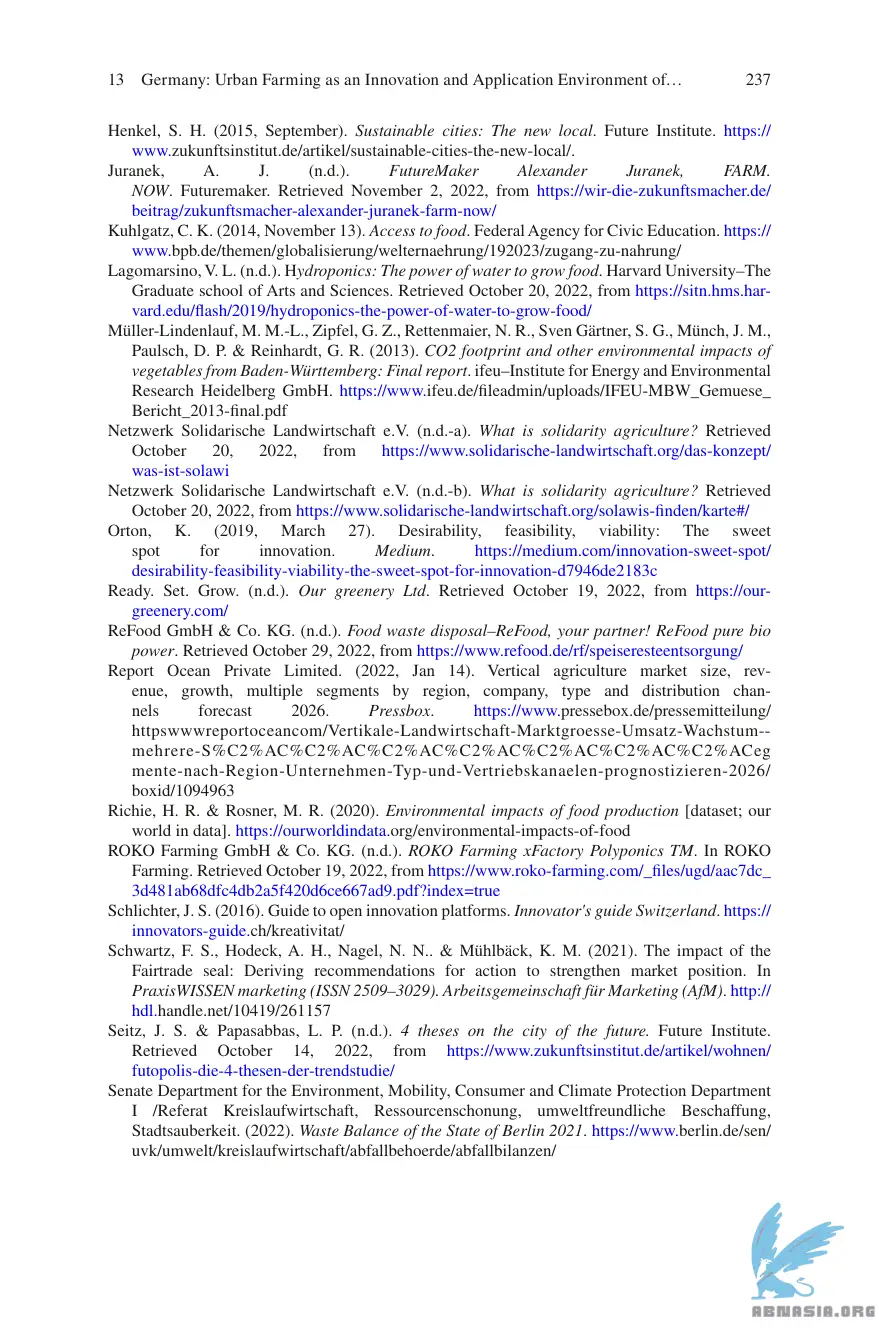 13 Germany: Urban Farming as an Innovation and Application Environment of… 237
Henkel, S. H. (2015, September). Sustainable cities: The new local. Future Institute. https://
www.zukunftsinstitut.de/artikel/sustainable-cities-the-new-local/.
Juranek, A. J. (n.d.). FutureMaker Alexander Juranek, FARM.
NOW. Futuremaker. Retrieved November 2, 2022, from https://wir-die-zukunftsmacher.de/
beitrag/zukunftsmacher-alexander-juranek-farm-now/
Kuhlgatz, C. K. (2014, November 13). Access to food. Federal Agency for Civic Education. https://
www.bpb.de/themen/globalisierung/welternaehrung/192023/zugang-zu-nahrung/
Lagomarsino, V. L. (n.d.). Hydroponics: The power of water to grow food. Harvard University–The
Graduate school of Arts and Sciences. Retrieved October 20, 2022, from https://sitn.hms.har-
vard.edu/flash/2019/hydroponics-the-power-of-water-to-grow-food/
Müller-Lindenlauf, M. M.-L., Zipfel, G. Z., Rettenmaier, N. R., Sven Gärtner, S. G., Münch, J. M.,
Paulsch, D. P. & Reinhardt, G. R. (2013). CO2 footprint and other environmental impacts of
vegetables from Baden-Württemberg: Final report. ifeu–Institute for Energy and Environmental
Research Heidelberg GmbH. https://www.ifeu.de/fileadmin/uploads/IFEU-MBW_Gemuese_
Bericht_2013-final.pdf
Netzwerk Solidarische Landwirtschaft e.V. (n.d.-a). What is solidarity agriculture? Retrieved
October 20, 2022, from https://www.solidarische-landwirtschaft.org/das-konzept/
was-ist-solawi
Netzwerk Solidarische Landwirtschaft e.V. (n.d.-b). What is solidarity agriculture? Retrieved
October 20, 2022, from https://www.solidarische-landwirtschaft.org/solawis-finden/karte#/
Orton, K. (2019, March 27). Desirability, feasibility, viability: The sweet
spot for innovation. Medium. https://medium.com/innovation-sweet-spot/
desirability-feasibility-viability-the-sweet-spot-for-innovation-d7946de2183c
Ready. Set. Grow. (n.d.). Our greenery Ltd. Retrieved October 19, 2022, from https://our-
greenery.com/
ReFood GmbH & Co. KG. (n.d.). Food waste disposal–ReFood, your partner! ReFood pure bio
power. Retrieved October 29, 2022, from https://www.refood.de/rf/speiseresteentsorgung/
Report Ocean Private Limited. (2022, Jan 14). Vertical agriculture market size, rev-
enue, growth, multiple segments by region, company, type and distribution chan-
nels forecast 2026. Pressbox. https://www.pressebox.de/pressemitteilung/
httpswwwreportoceancom/Vertikale-Landwirtschaft-Marktgroesse-Umsatz-Wachstum--
mehrere-S%C2%AC%C2%AC%C2%AC%C2%AC%C2%AC%C2%AC%C2%ACeg
mente-nach-Region-Unternehmen-Typ-und-Vertriebskanaelen-prognostizieren-2026/
boxid/1094963
Richie, H. R. & Rosner, M. R. (2020). Environmental impacts of food production [dataset; our
world in data]. https://ourworldindata.org/environmental-impacts-of-food
ROKO Farming GmbH & Co. KG. (n.d.). ROKO Farming xFactory Polyponics TM. In ROKO
Farming. Retrieved October 19, 2022, from https://www.roko-farming.com/_files/ugd/aac7dc_
3d481ab68dfc4db2a5f420d6ce667ad9.pdf?index=true
Schlichter, J. S. (2016). Guide to open innovation platforms. Innovator's guide Switzerland. https://
innovators-guide.ch/kreativitat/
Schwartz, F. S., Hodeck, A. H., Nagel, N. N.. & Mühlbäck, K. M. (2021). The impact of the
Fairtrade seal: Deriving recommendations for action to strengthen market position. In
PraxisWISSEN marketing (ISSN 2509–3029). Arbeitsgemeinschaft für Marketing (AfM). http://
hdl.handle.net/10419/261157
Seitz, J. S. & Papasabbas, L. P. (n.d.). 4 theses on the city of the future. Future Institute.
Retrieved October 14, 2022, from https://www.zukunftsinstitut.de/artikel/wohnen/
futopolis-die-4-thesen-der-trendstudie/
Senate Department for the Environment, Mobility, Consumer and Climate Protection Department
I /Referat Kreislaufwirtschaft, Ressourcenschonung, umweltfreundliche Beschaffung,
Stadtsauberkeit. (2022). Waste Balance of the State of Berlin 2021. https://www.berlin.de/sen/
uvk/umwelt/kreislaufwirtschaft/abfallbehoerde/abfallbilanzen/
ABNASIA.ORG